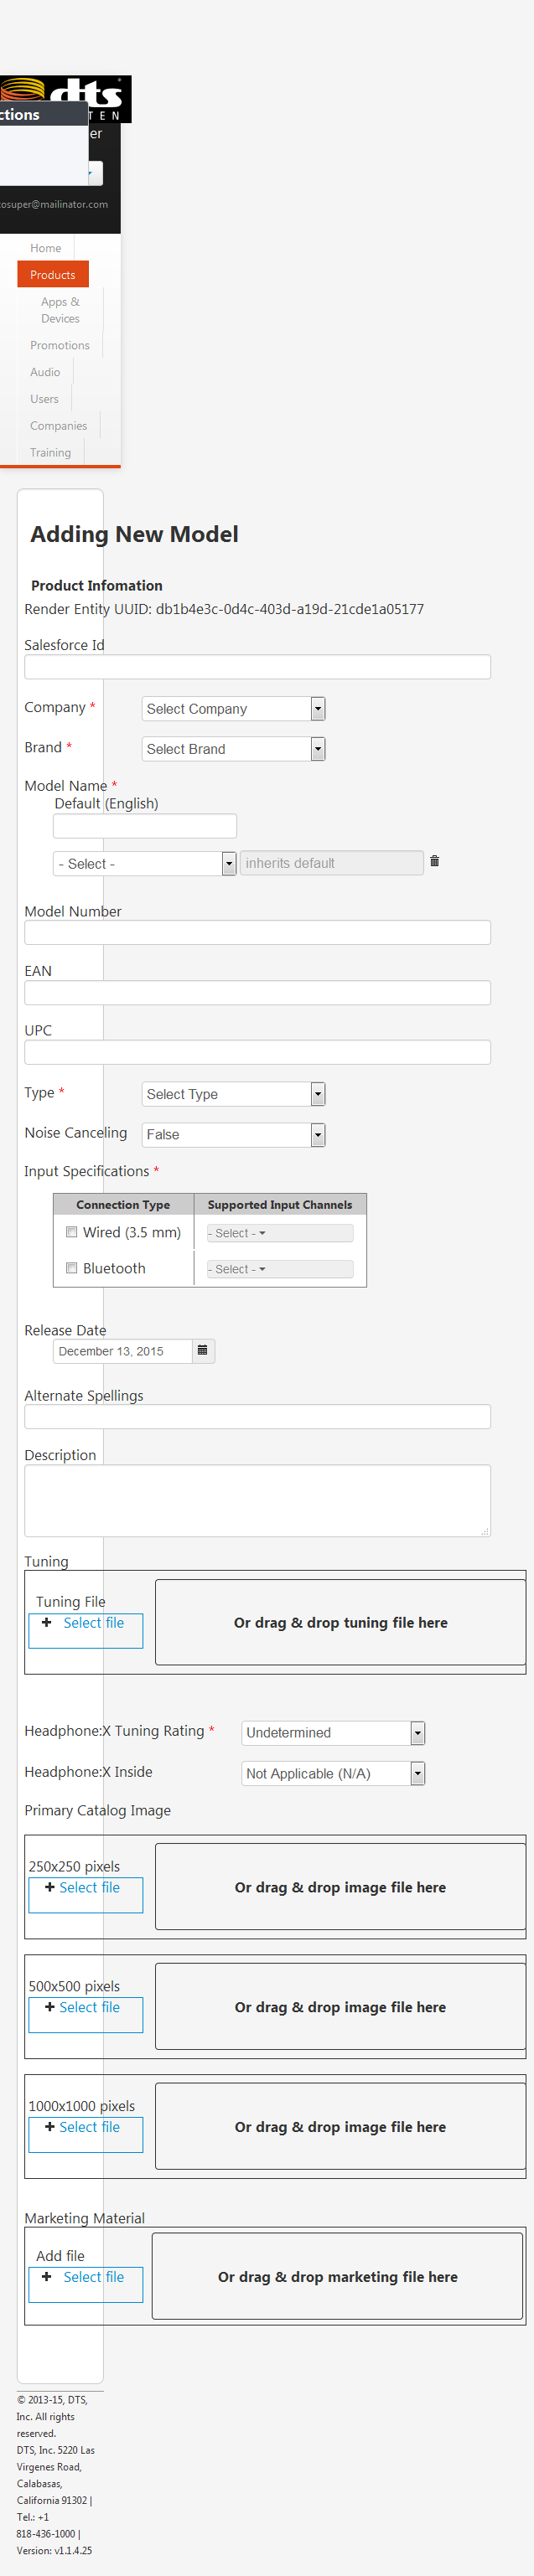 dts
TEN
ctions
er
osuper@mailinator.com
Home
Products
Apps &
Devices
Promotions
Audio
Users
Companies
Training
Adding New Model
Product Infomation
Render Entity UUID: db1b4e3c-0d4c-403d-a19d-21cde1a05177
Salesforce Id
Company * Select Company
Brand * Select Brand
Model Name *
Default (English)
- Select - inherits default
Model Number
EAN
UPC
Type * Select Type
Noise Canceling False
Input Specifications *
Connection Type Supported Input Channels
Wired (3.5 mm) - Select -
Bluetooth - Select -
Release Date
December 13, 2015
Alternate Spellings
Description
Tuning
Tuning File
Select file Or drag & drop tuning file here
Headphone:X Tuning Rating * Undetermined
Headphone:X Inside Not Applicable (N/A)
Primary Catalog Image
250x250 pixels
Select file Or drag & drop image file here
500x500 pixels
Select file Or drag & drop image file here
1000x1000 pixels
Select file Or drag & drop image file here
Marketing Material
Add file
Select file Or drag & drop marketing file here
© 2013-15, DTS,
Inc. All rights
reserved.
DTS, Inc. 5220 Las
Virgenes Road,
Calabasas,
California 91302 |
Tel.: +1
818-436-1000 |
Version: v1.1.4.25